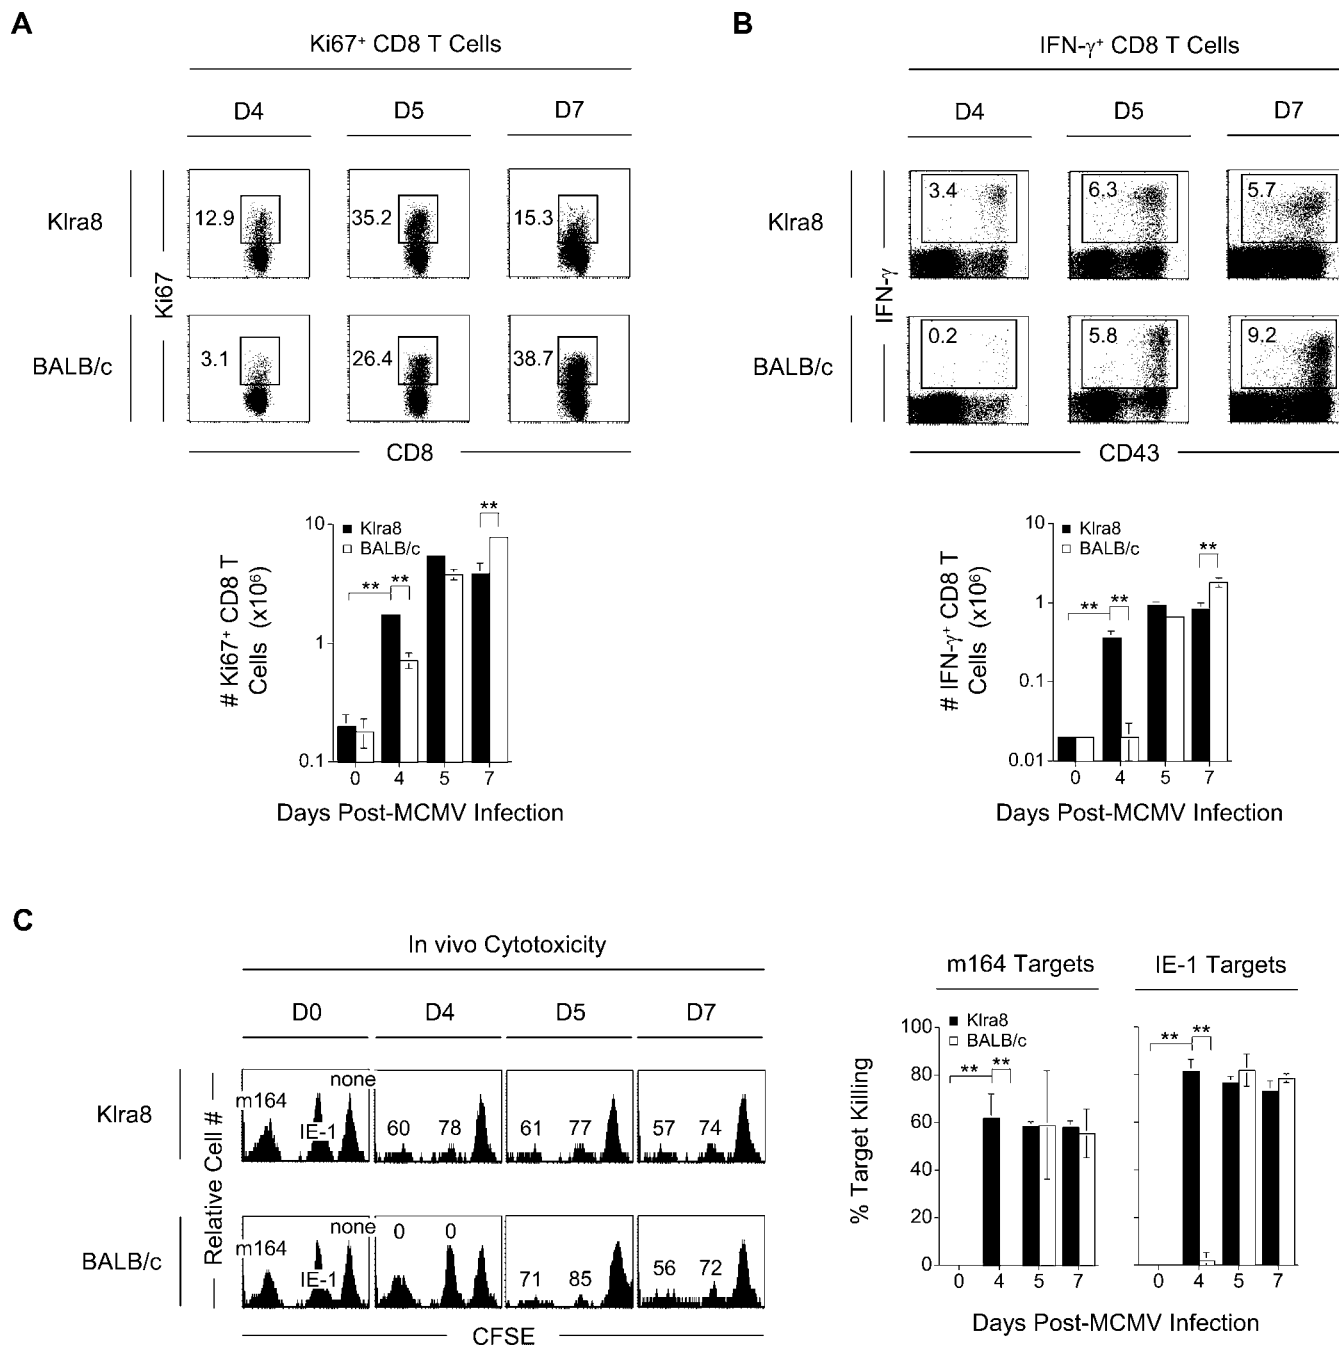 A
Ki67⁺ CD8 T Cells
D4 D5 D7
Klra8
12.9 35.2 15.3
Ki67
BALB/c
3.1 26.4 38.7
CD8
# Ki67⁺ CD8 T
Cells (x10⁶)
10
1
0.1
Klra8
BALB/c
** ** **
0 4 5 7
Days Post-MCMV Infection
B
IFN-γ⁺ CD8 T Cells
D4 D5 D7
Klra8
3.4 6.3 5.7
IFN-γ
BALB/c
0.2 5.8 9.2
CD43
# IFN-γ⁺ CD8 T
Cells (x10⁶)
10
1
0.1
0.01
Klra8
BALB/c
** ** **
0 4 5 7
Days Post-MCMV Infection
C
In vivo Cytotoxicity
D0 D4 D5 D7
Klra8
Relative Cell #
m164 IE-1 none
60 78 61 77 57 74
BALB/c
m164 IE-1 none
0 0 71 85 56 72
CFSE
m164 Targets IE-1 Targets
% Target Killing
100
80
60
40
20
0
Klra8
BALB/c
** **
** **
0 4 5 7 0 4 5 7
Days Post-MCMV Infection